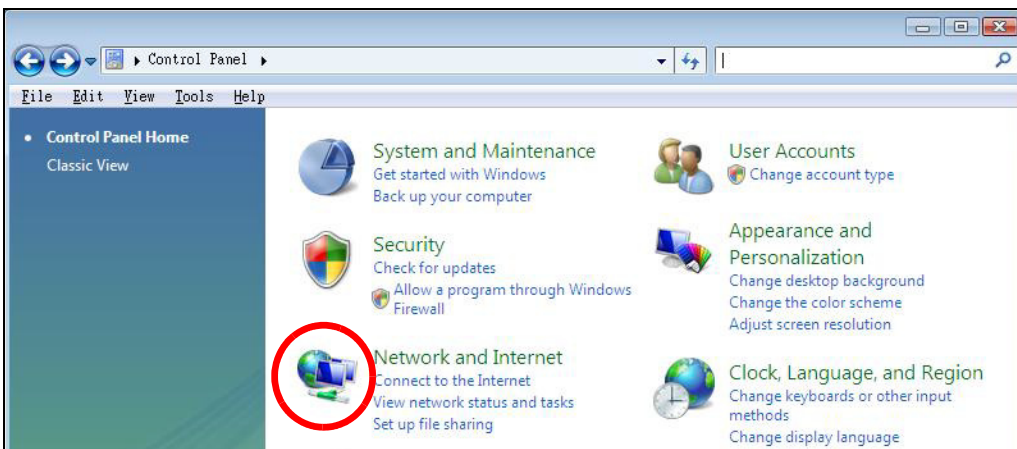 Control Panel
File Edit View Tools Help
Control Panel Home
Classic View
System and Maintenance
Get started with Windows
Back up your computer
Security
Check for updates
Allow a program through Windows
Firewall
Network and Internet
Connect to the Internet
View network status and tasks
Set up file sharing
User Accounts
Change account type
Appearance and
Personalization
Change desktop background
Change the color scheme
Adjust screen resolution
Clock, Language, and Region
Change keyboards or other input
methods
Change display language